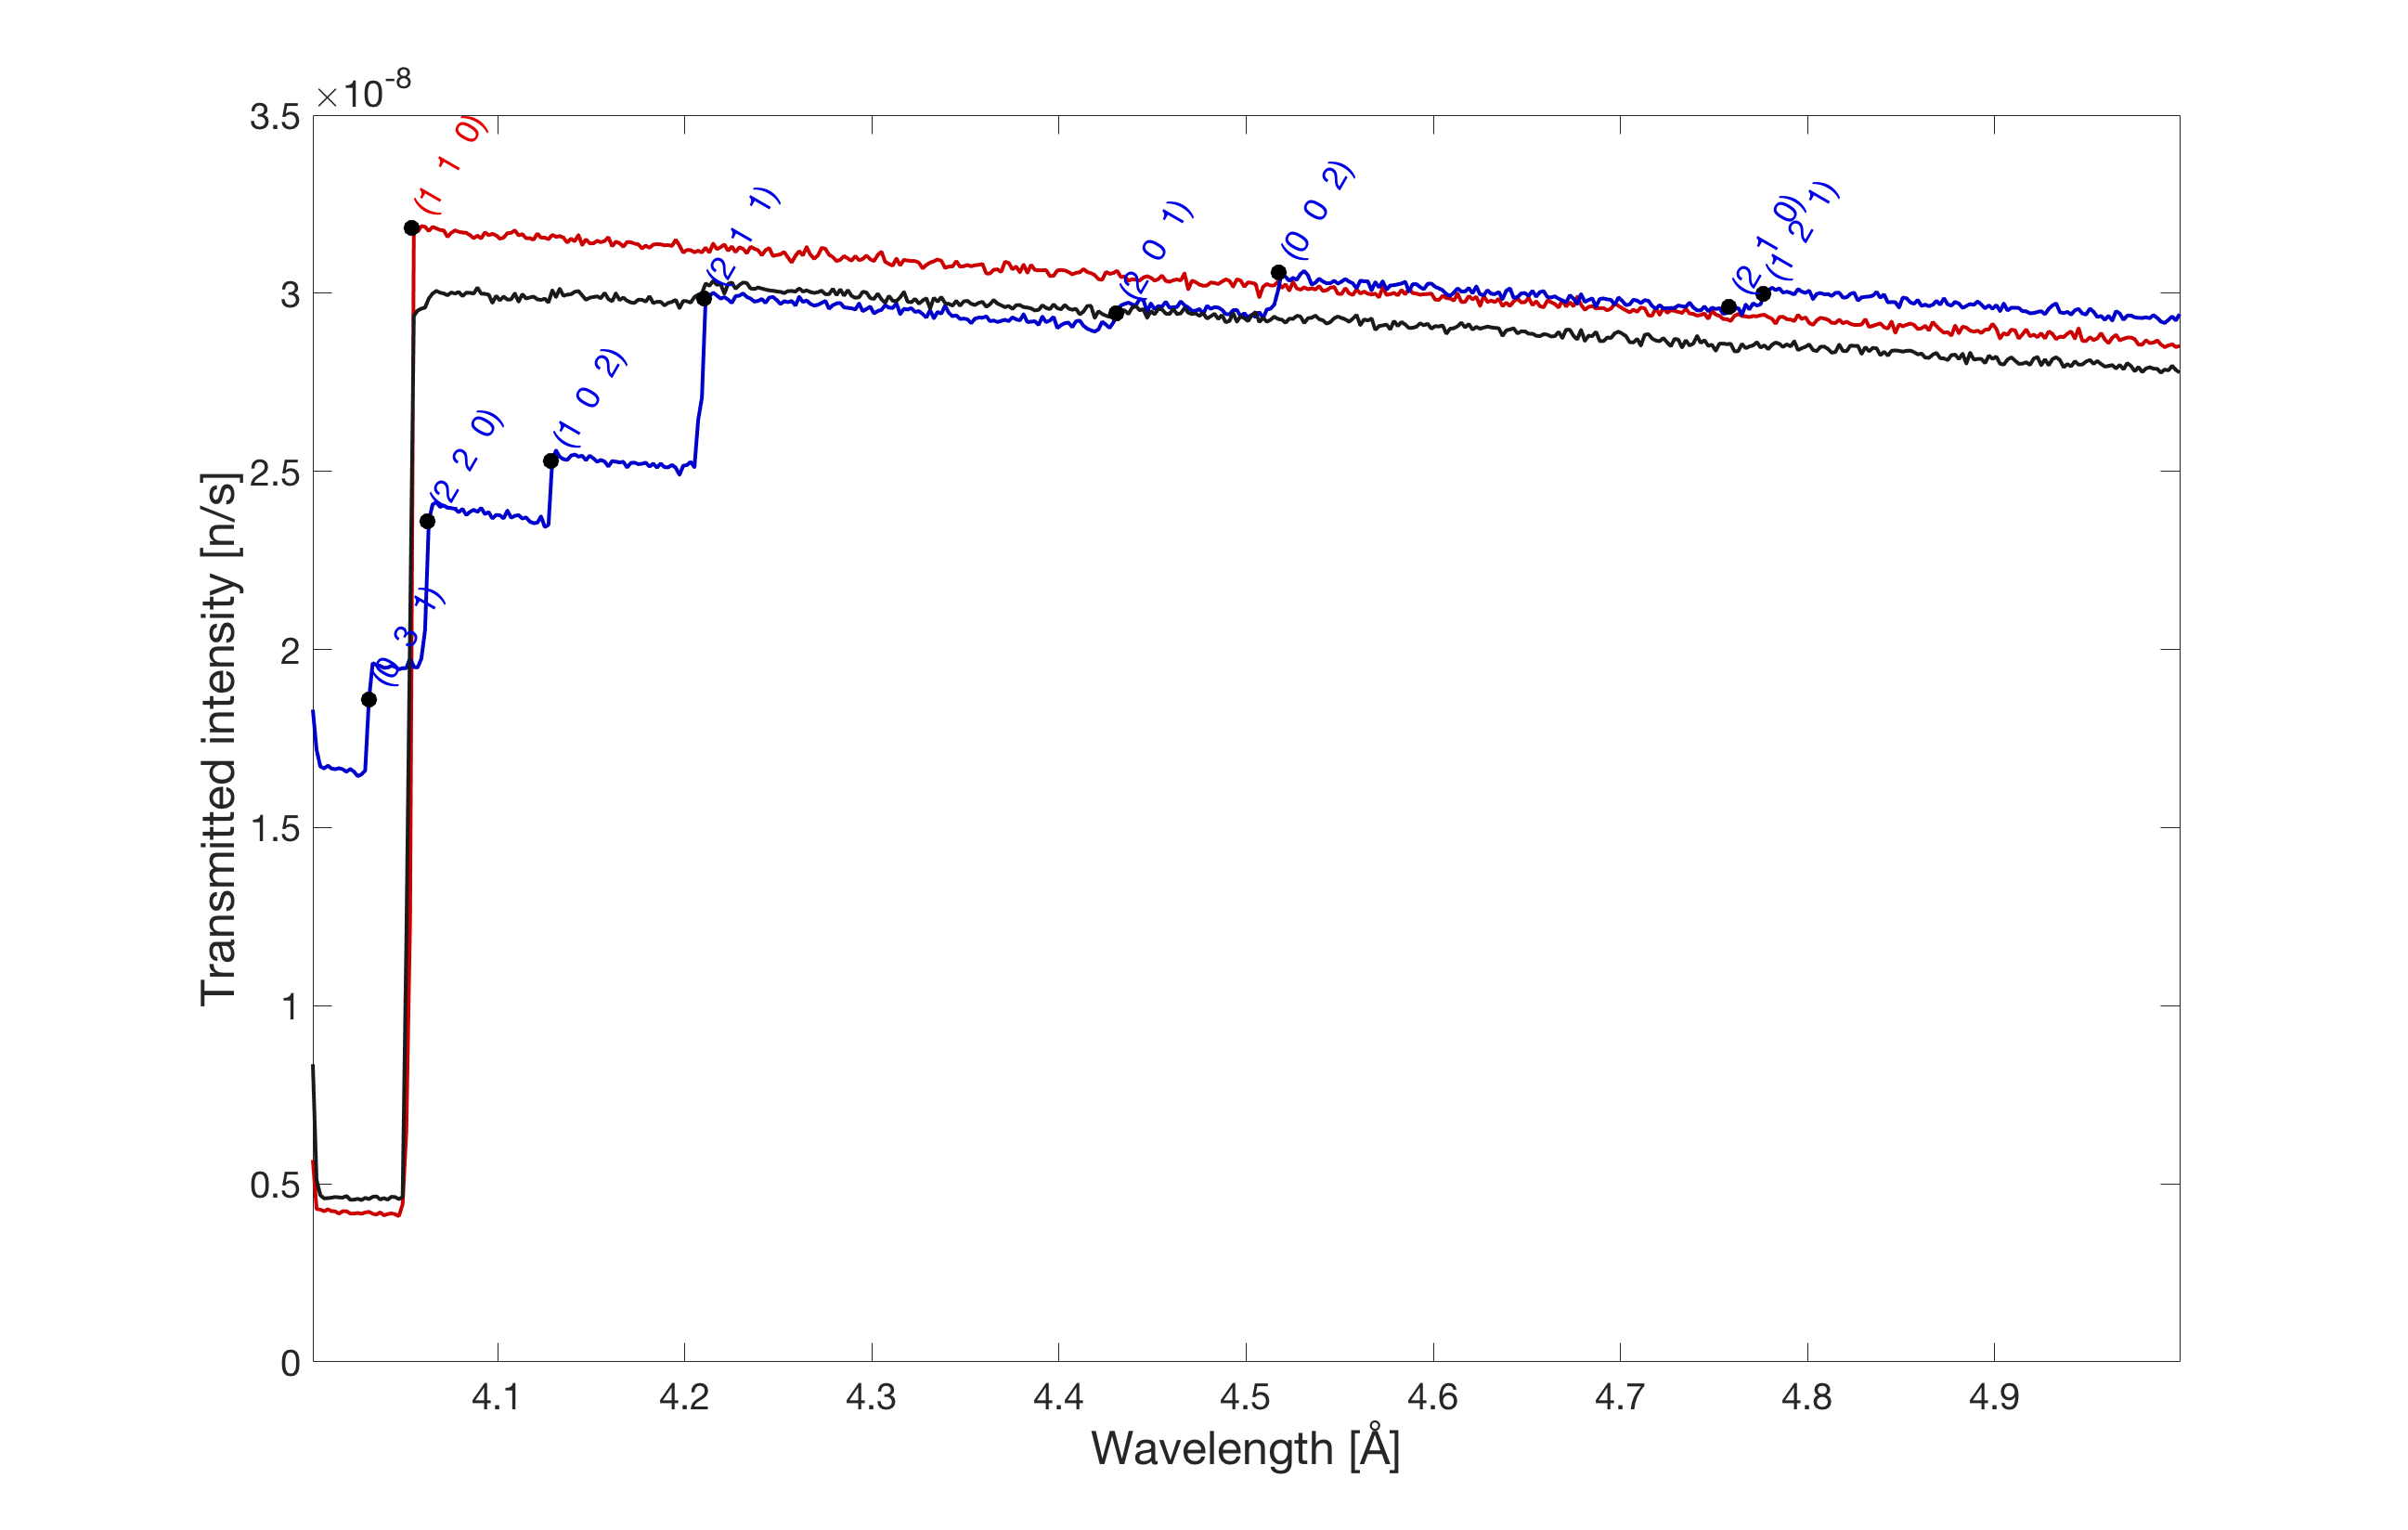 ×10-8
3.5
3
2.5
2
1.5
1
0.5
0
Transmitted intensity [n/s]
(1 1 0)
(0 3 1)
(2 2 0)
(1 0 2)
(2 1 1)
(2 0 1)
(0 0 2)
(2 1 0)
(1 2 1)
4.1 4.2 4.3 4.4 4.5 4.6 4.7 4.8 4.9
Wavelength [Å]